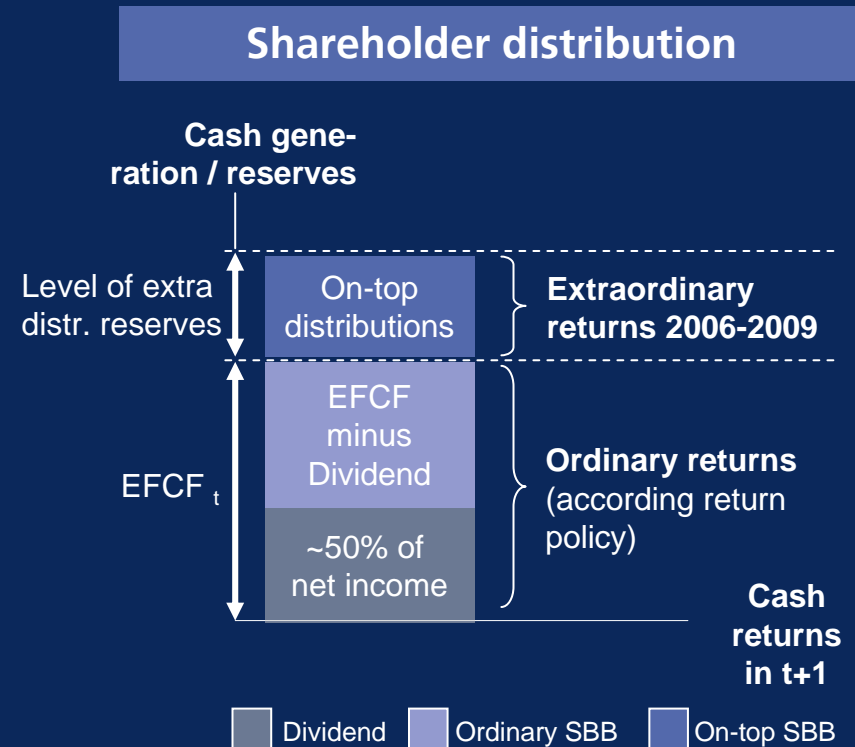 Shareholder distribution
Cash gene-
ration / reserves
Level of extra
distr. reserves
On-top
distributions
Extraordinary
returns 2006-2009
EFCF t
EFCF
minus
Dividend
~50% of
net income
Ordinary returns
(according return
policy)
Cash
returns
in t+1
Dividend
Ordinary SBB
On-top SBB